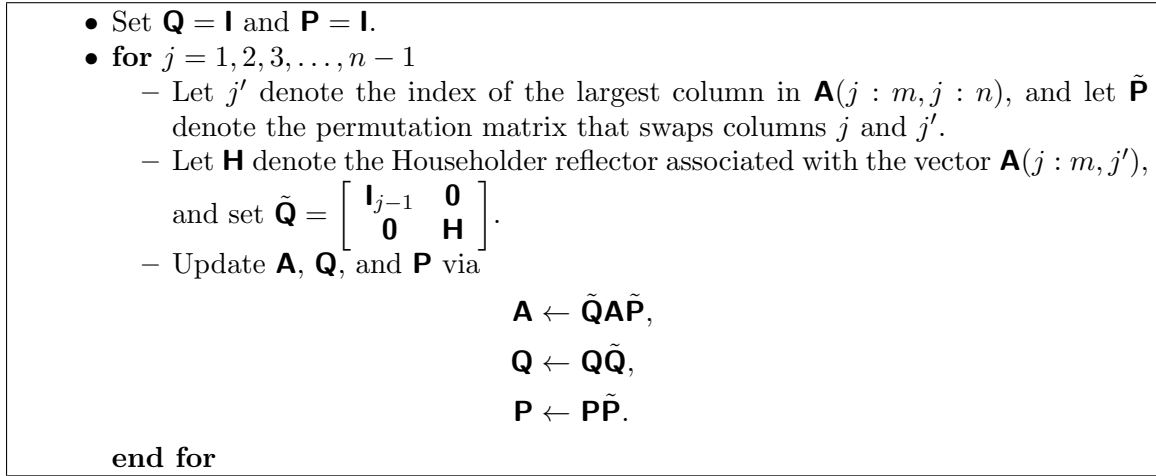 • Set Q = I and P = I.
• for j = 1, 2, 3, . . . , n − 1
– Let j′ denote the index of the largest column in A(j : m, j : n), and let P̃
denote the permutation matrix that swaps columns j and j′.
– Let H denote the Householder reflector associated with the vector A(j : m, j′),
and set Q̃ = [ I_{j−1} 0
0 H ].
– Update A, Q, and P via
A ← Q̃AP̃,
Q ← QQ̃,
P ← PP̃.
end for